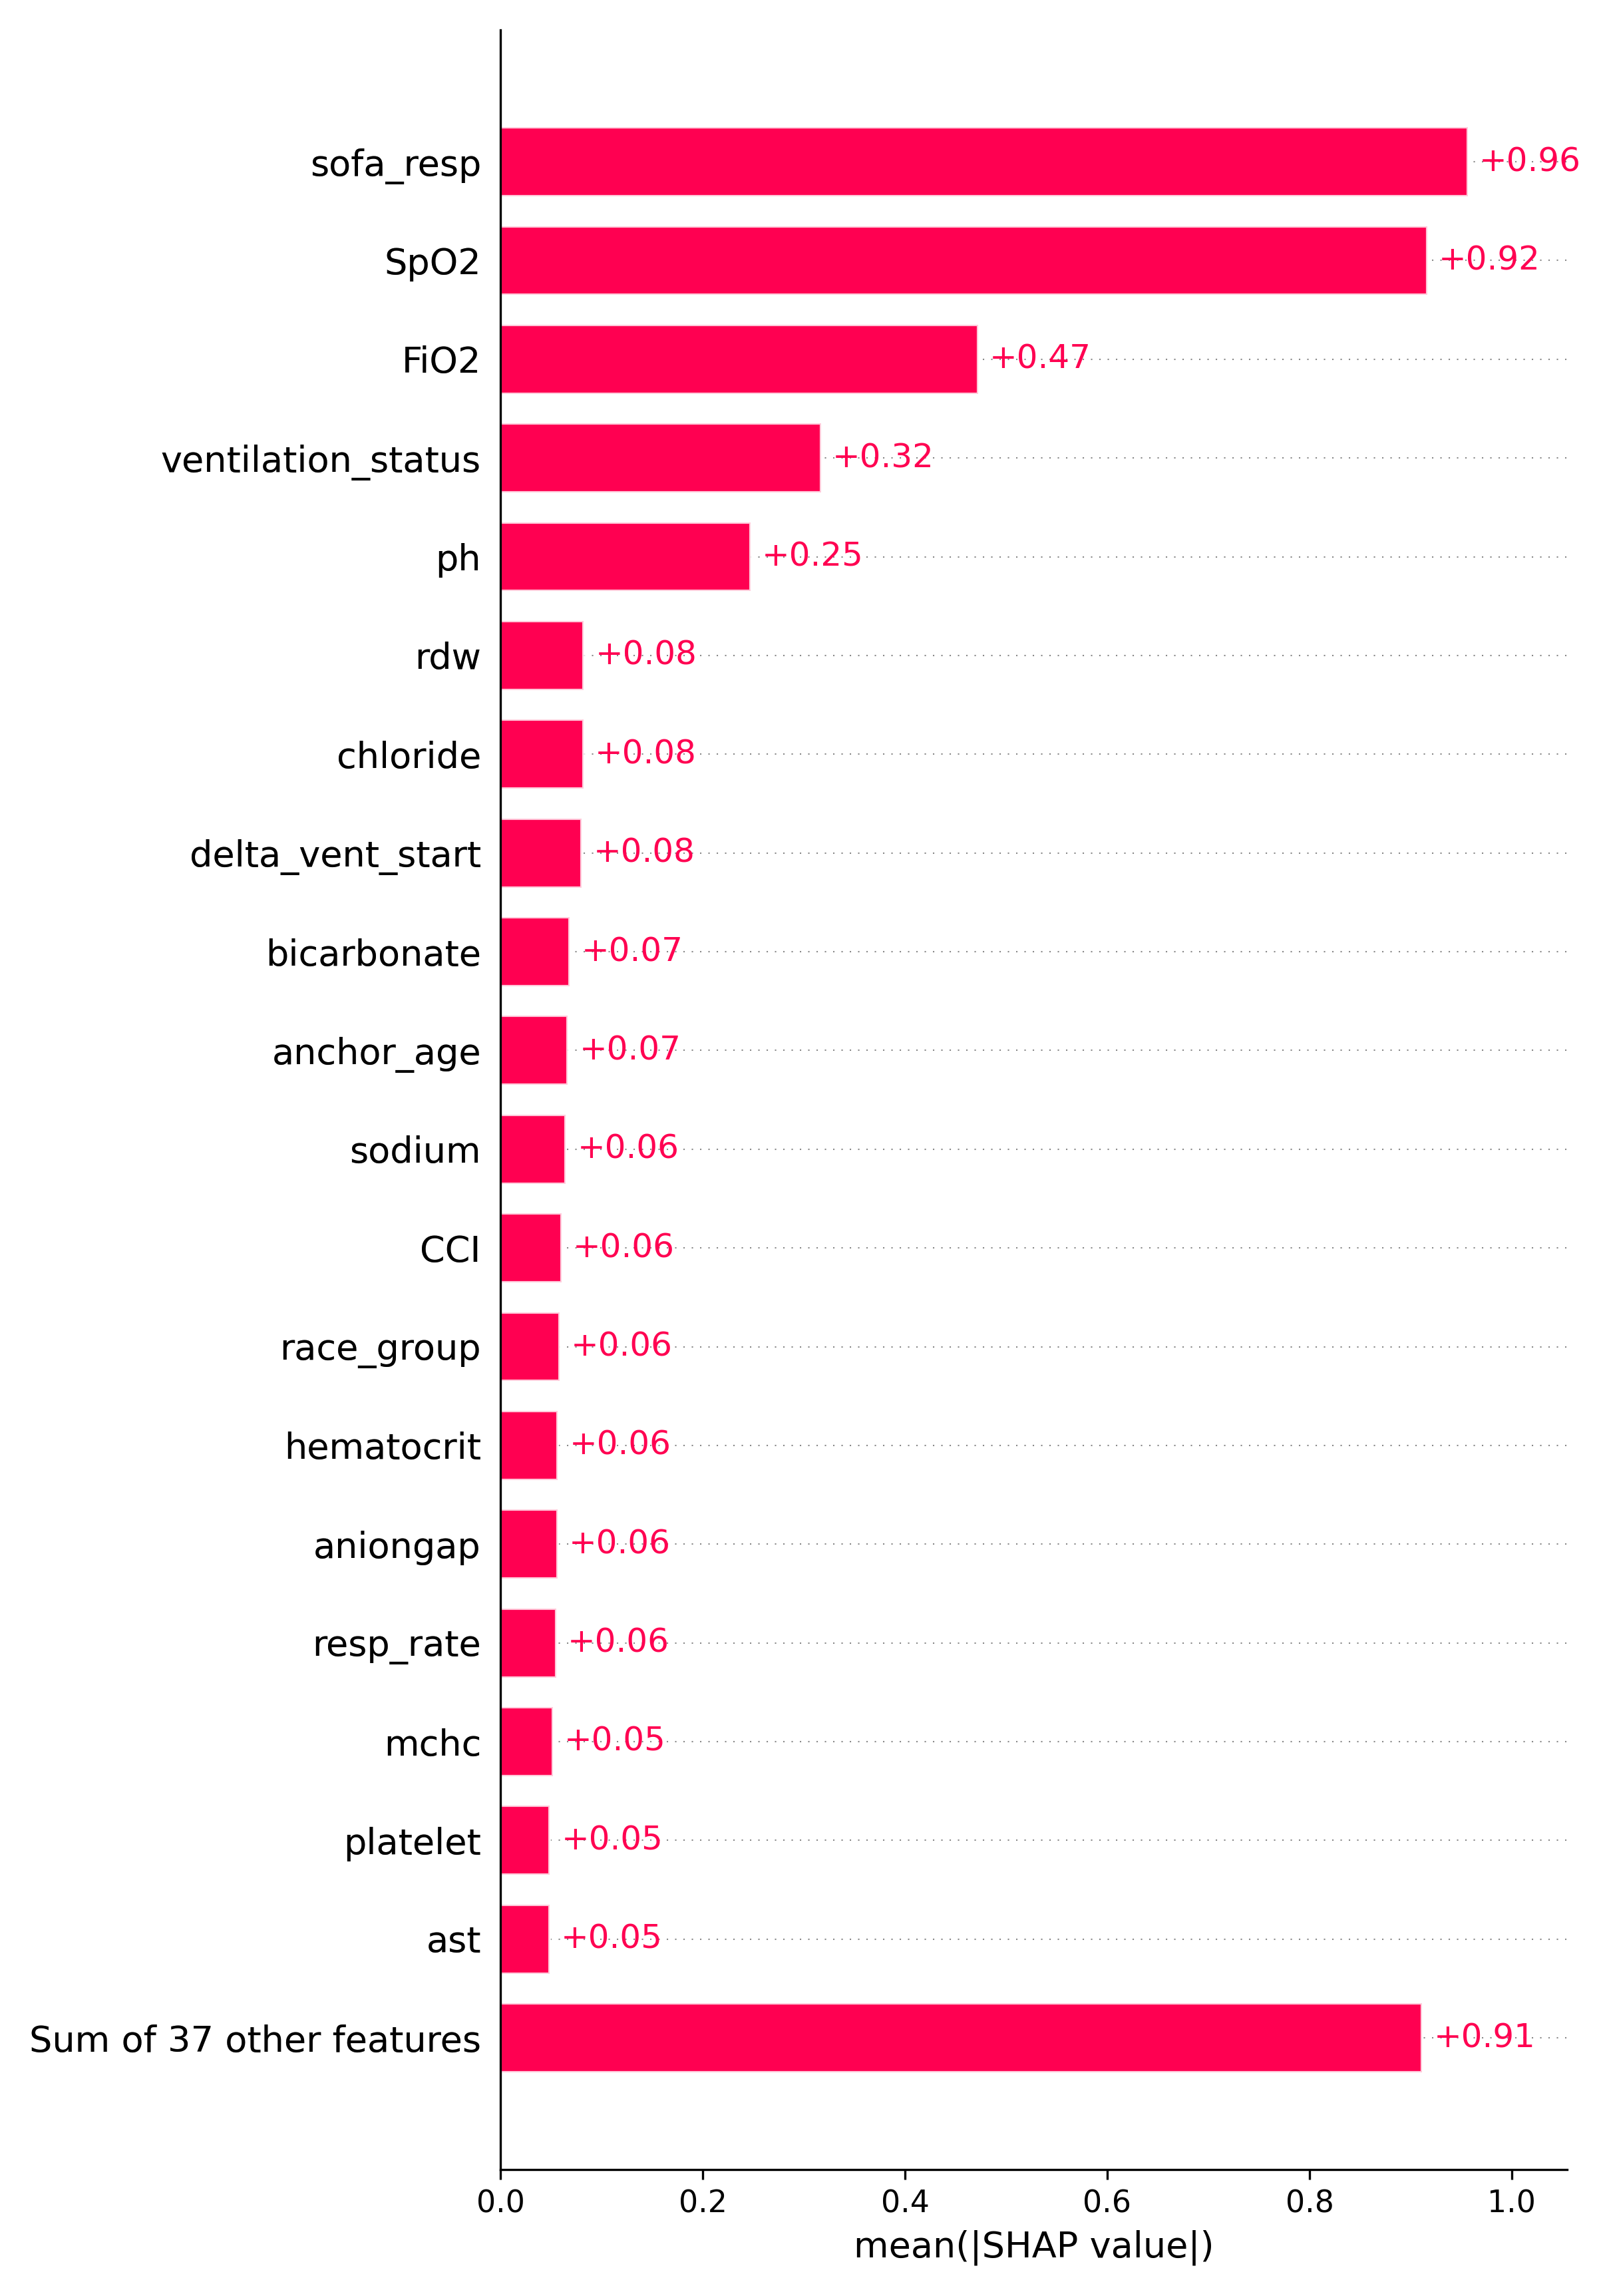 sofa_resp +0.96
SpO2 +0.92
FiO2 +0.47
ventilation_status +0.32
ph +0.25
rdw +0.08
chloride +0.08
delta_vent_start +0.08
bicarbonate +0.07
anchor_age +0.07
sodium +0.06
CCI +0.06
race_group +0.06
hematocrit +0.06
aniongap +0.06
resp_rate +0.06
mchc +0.05
platelet +0.05
ast +0.05
Sum of 37 other features +0.91
0.0 0.2 0.4 0.6 0.8 1.0
mean(|SHAP value|)